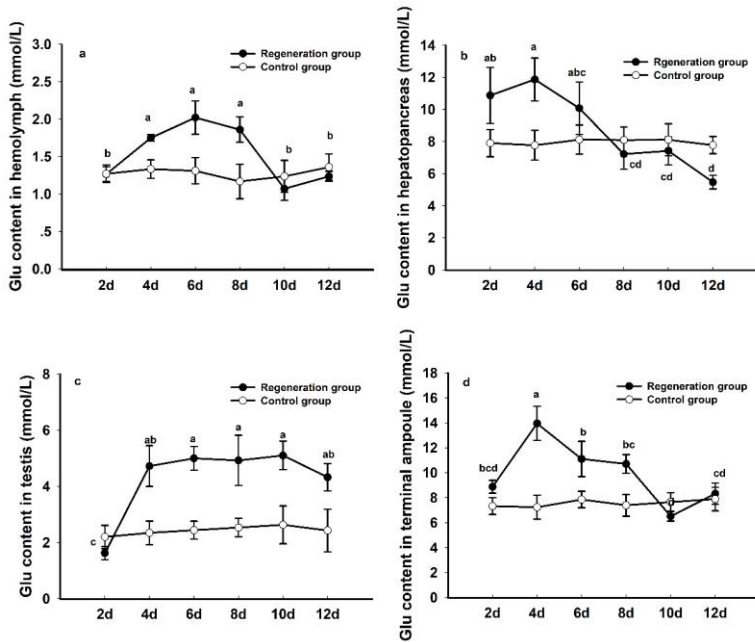 a
Regeneration group
Control group
Glu content in hemolymph (mmol/L)
3.0
2.5
2.0
1.5
1.0
.5
0.0
b
a
a
a
b
b
2d 4d 6d 8d 10d 12d
b
Rgeneration group
Control group
Glu content in hepatopancreas (mmol/L)
14
12
10
8
6
4
2
0
ab
a
abc
cd
cd
d
2d 4d 6d 8d 10d 12d
c
Regeneration group
Control group
Glu content in testis (mmol/L)
8
6
4
2
0
c
ab
a
a
a
ab
2d 4d 6d 8d 10d 12d
d
Regeneration group
Control group
Glu content in terminal ampoule (mmol/L)
18
16
14
12
10
8
6
4
2
0
bcd
a
b
bc
cd
2d 4d 6d 8d 10d 12d